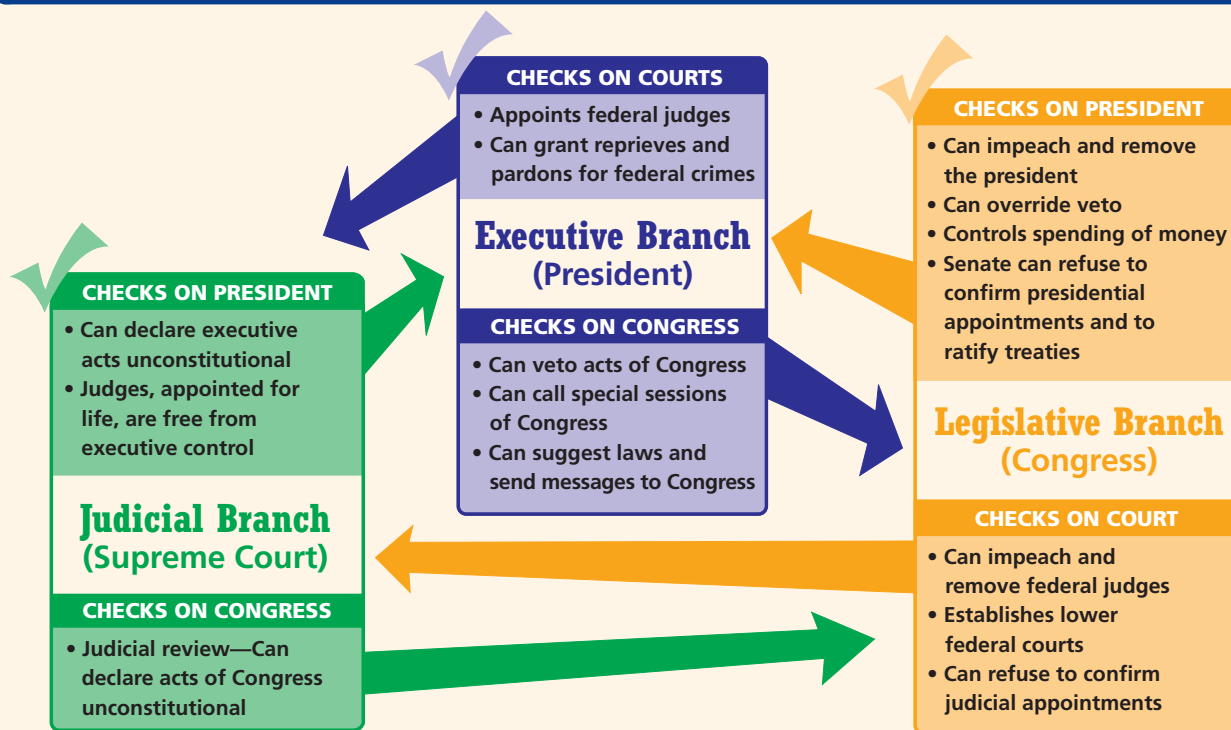 CHECKS ON COURTS
• Appoints federal judges
• Can grant reprieves and
pardons for federal crimes
Executive Branch
(President)
CHECKS ON CONGRESS
• Can veto acts of Congress
• Can call special sessions
of Congress
• Can suggest laws and
send messages to Congress
CHECKS ON PRESIDENT
• Can impeach and remove
the president
• Can override veto
• Controls spending of money
• Senate can refuse to
confirm presidential
appointments and to
ratify treaties
Legislative Branch
(Congress)
CHECKS ON COURT
• Can impeach and
remove federal judges
• Establishes lower
federal courts
• Can refuse to confirm
judicial appointments
CHECKS ON PRESIDENT
• Can declare executive
acts unconstitutional
• Judges, appointed for
life, are free from
executive control
Judicial Branch
(Supreme Court)
CHECKS ON CONGRESS
• Judicial review—Can
declare acts of Congress
unconstitutional